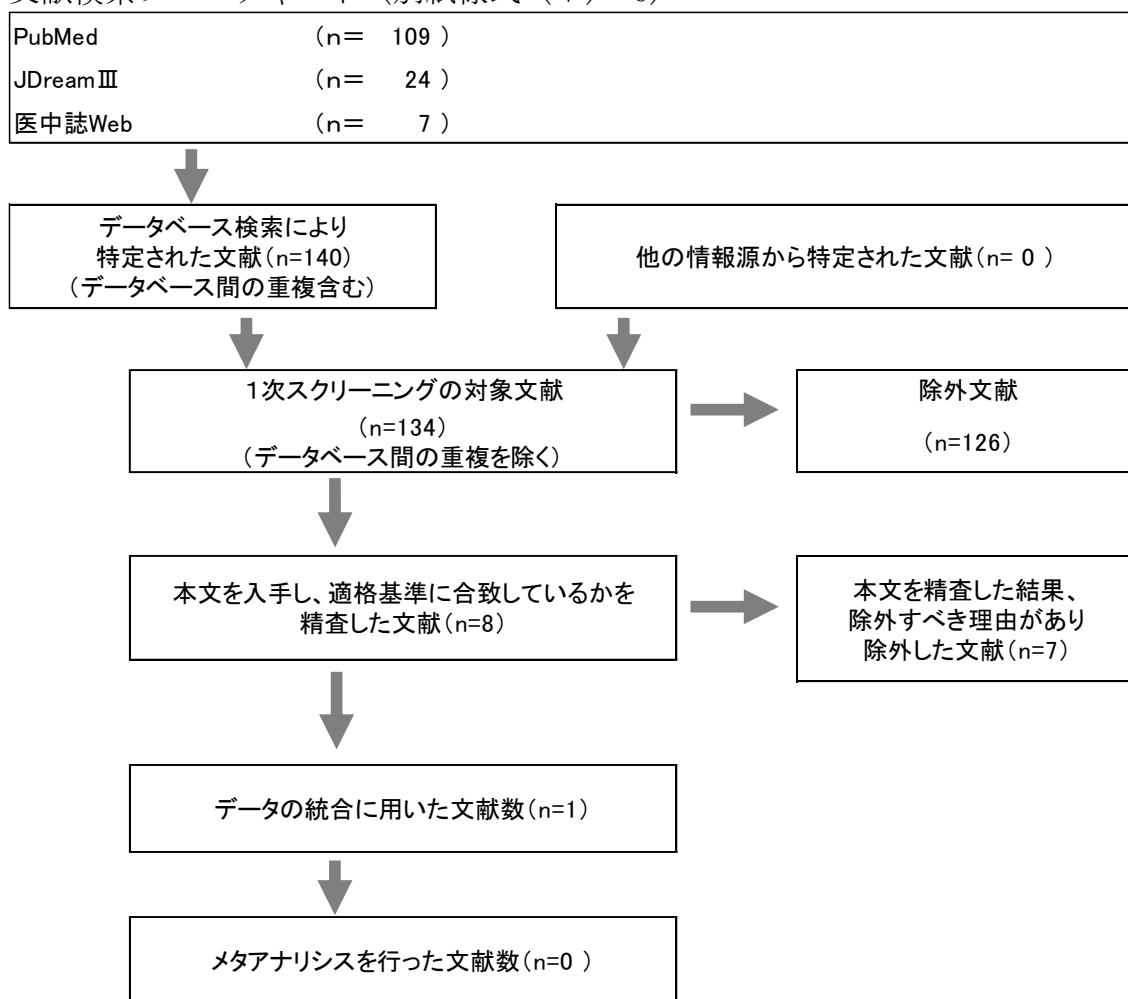 PubMed （n＝ 109 ）
JDreamⅢ （n＝ 24 ）
医中誌Web （n＝ 7 ）
データベース検索により
特定された文献（n=140）
（データベース間の重複含む）
他の情報源から特定された文献（n= 0 ）
１次スクリーニングの対象文献
（n=134）
（データベース間の重複を除く）
除外文献
（n=126）
本文を入手し、適格基準に合致しているかを
精査した文献（n=8）
本文を精査した結果、
除外すべき理由があり
除外した文献（n=7）
データの統合に用いた文献数（n=1）
メタアナリシスを行った文献数（n=0 ）